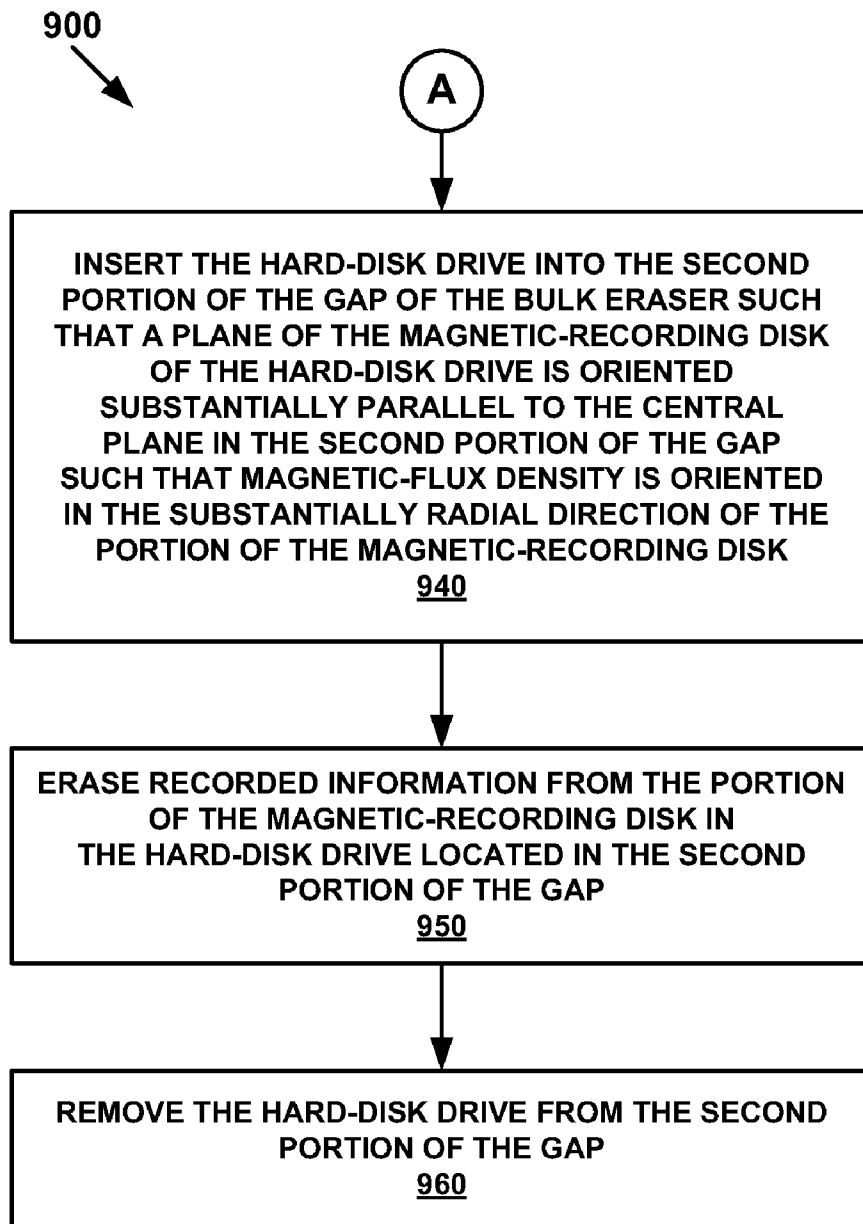 900
A
INSERT THE HARD-DISK DRIVE INTO THE SECOND
PORTION OF THE GAP OF THE BULK ERASER SUCH
THAT A PLANE OF THE MAGNETIC-RECORDING DISK
OF THE HARD-DISK DRIVE IS ORIENTED
SUBSTANTIALLY PARALLEL TO THE CENTRAL
PLANE IN THE SECOND PORTION OF THE GAP
SUCH THAT MAGNETIC-FLUX DENSITY IS ORIENTED
IN THE SUBSTANTIALLY RADIAL DIRECTION OF THE
PORTION OF THE MAGNETIC-RECORDING DISK
940
ERASE RECORDED INFORMATION FROM THE PORTION
OF THE MAGNETIC-RECORDING DISK IN
THE HARD-DISK DRIVE LOCATED IN THE SECOND
PORTION OF THE GAP
950
REMOVE THE HARD-DISK DRIVE FROM THE SECOND
PORTION OF THE GAP
960